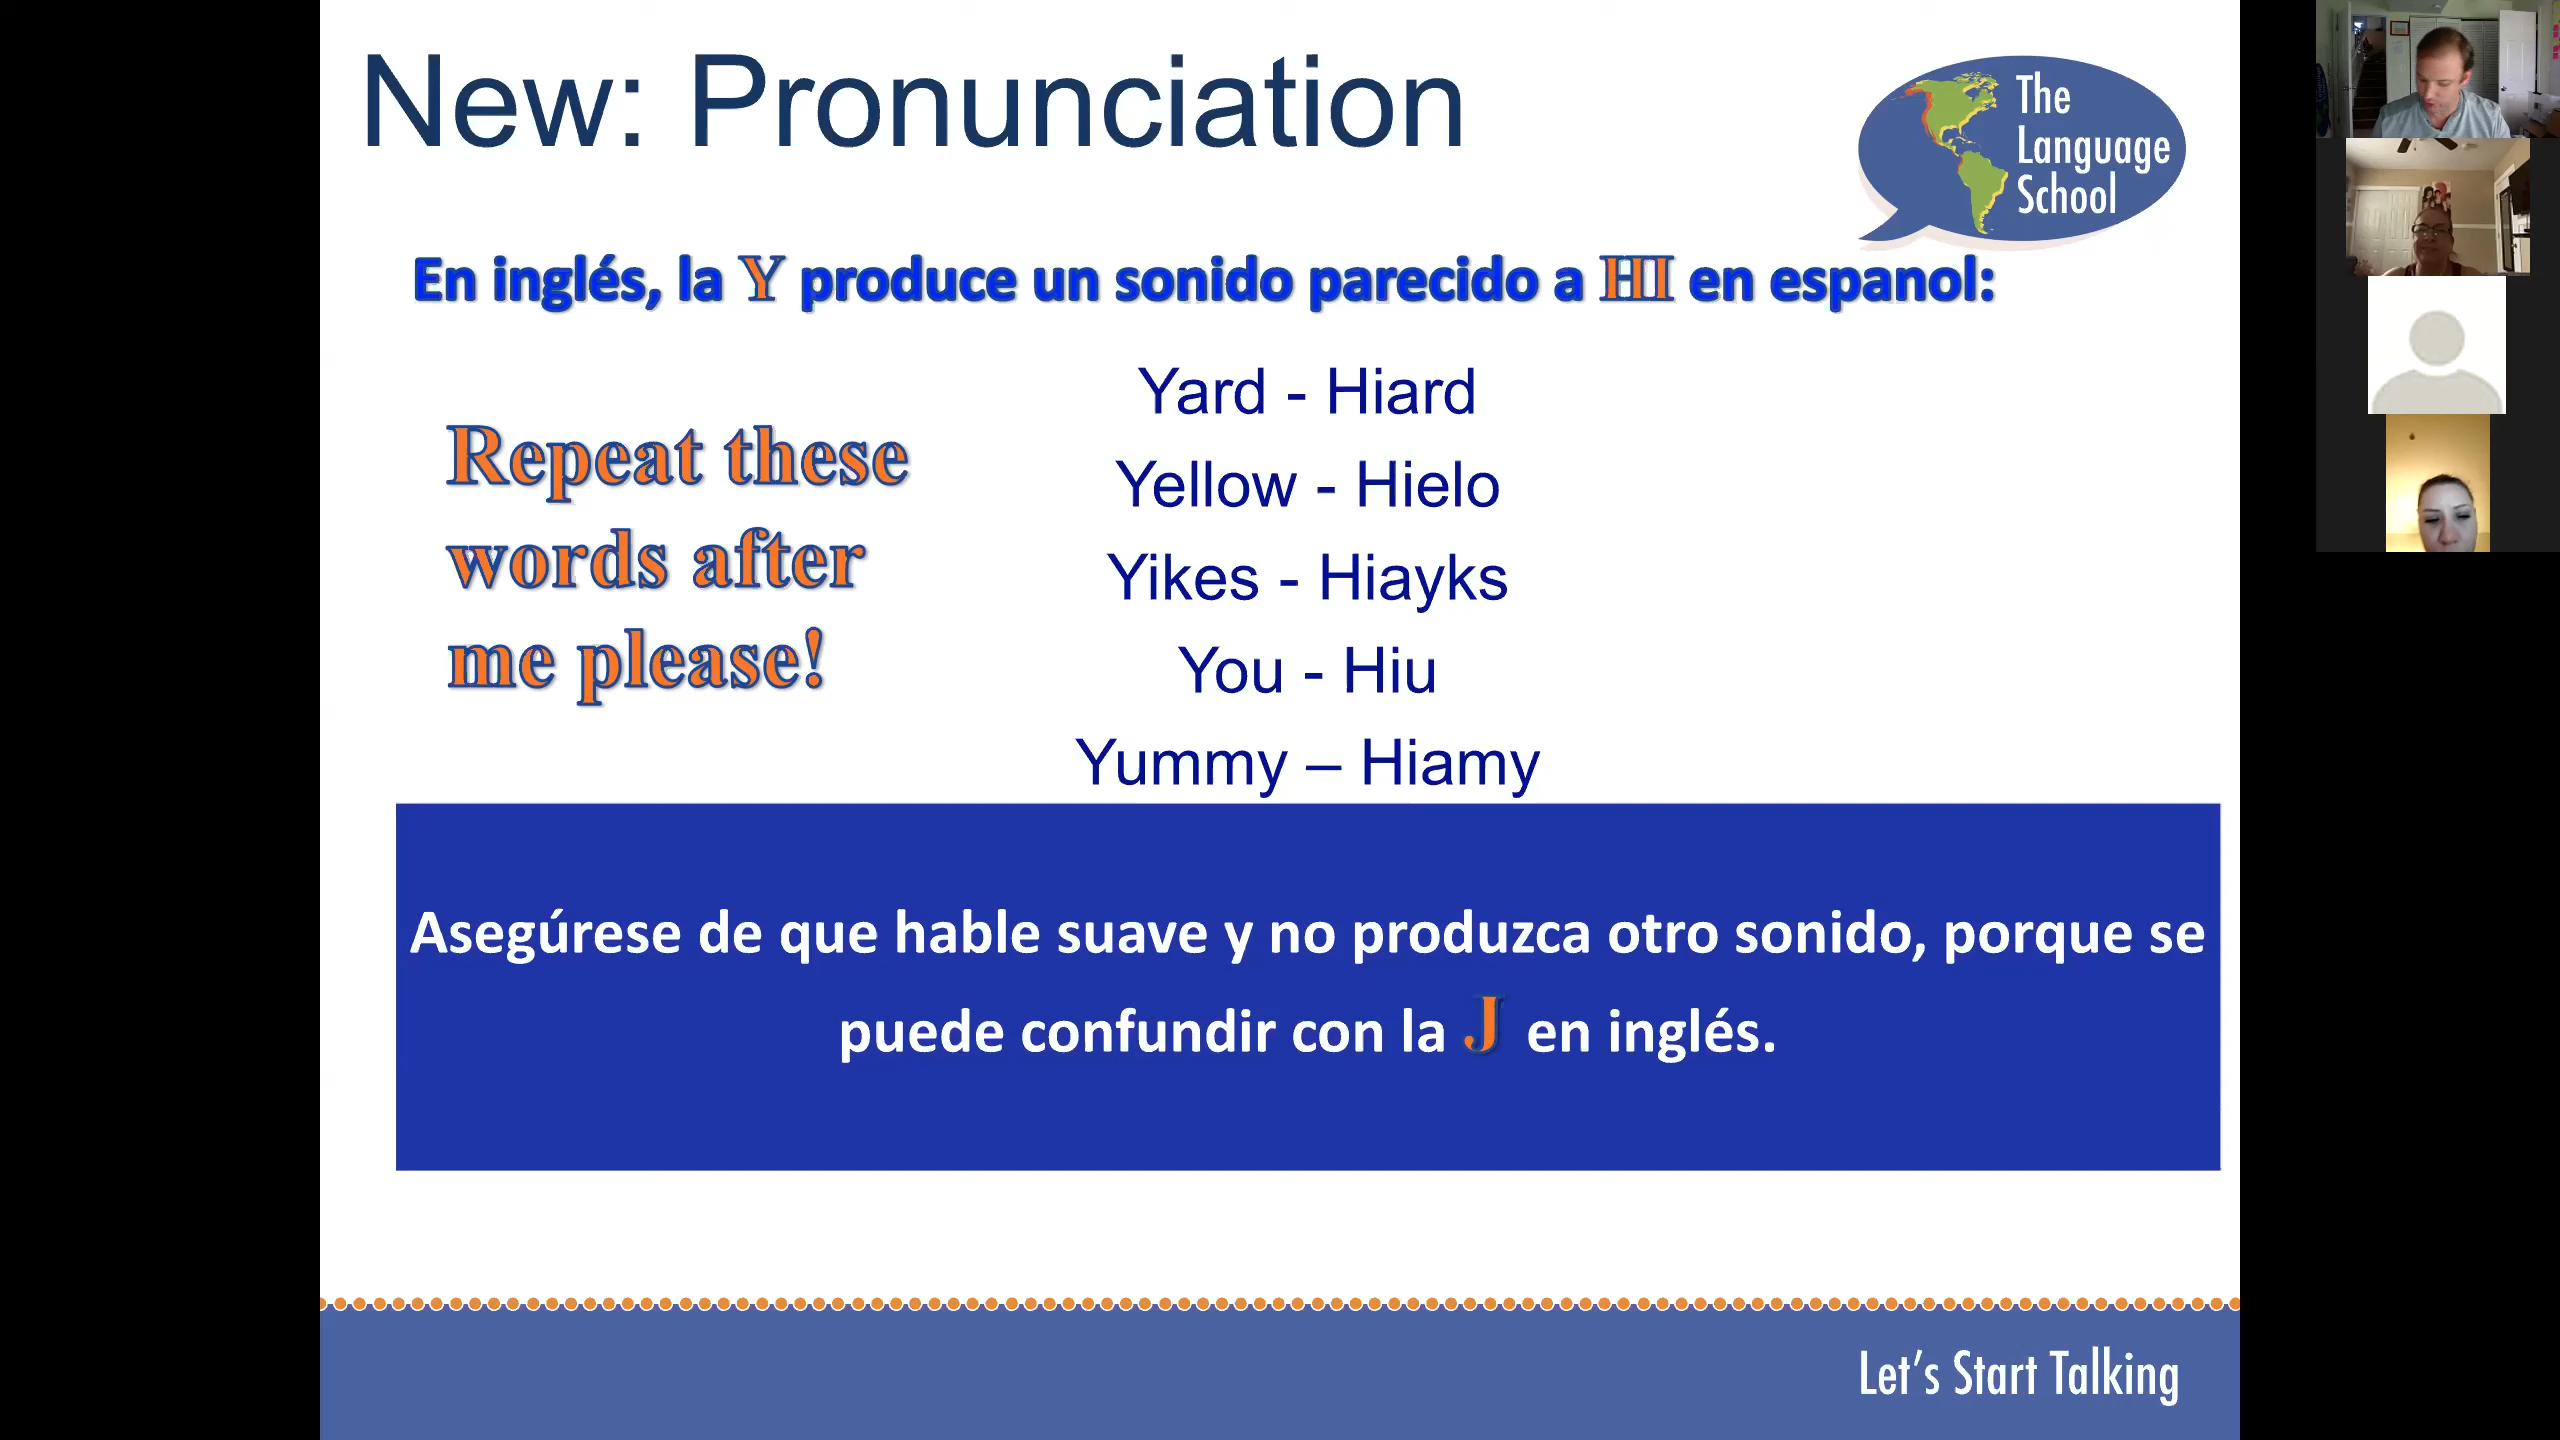 New: Pronunciation
The
Language
School
En inglés, la Y produce un sonido parecido a HI en espanol:
Repeat these
words after
me please!
Yard - Hiard
Yellow - Hielo
Yikes - Hiayks
You - Hiu
Yummy – Hiamy
Asegúrese de que hable suave y no produzca otro sonido, porque se
puede confundir con la J en inglés.
Let's Start Talking